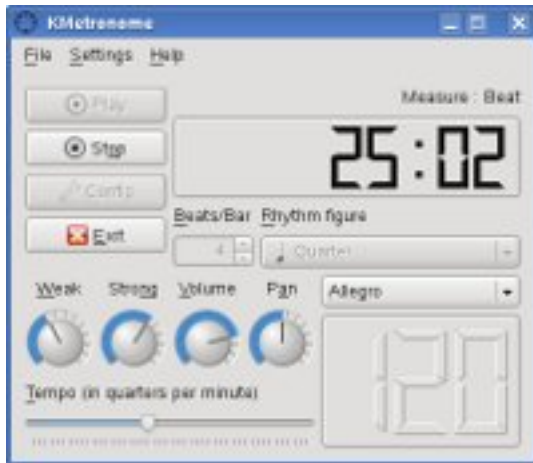 KMetronome
File Settings Help
Play
Measure : Beat
Stop
25:02
Config
Beats/Bar Rhythm figure
Exit
4 Quarter
Weak Strong Volume Pan Allegro
120
Tempo (in quarters per minute)